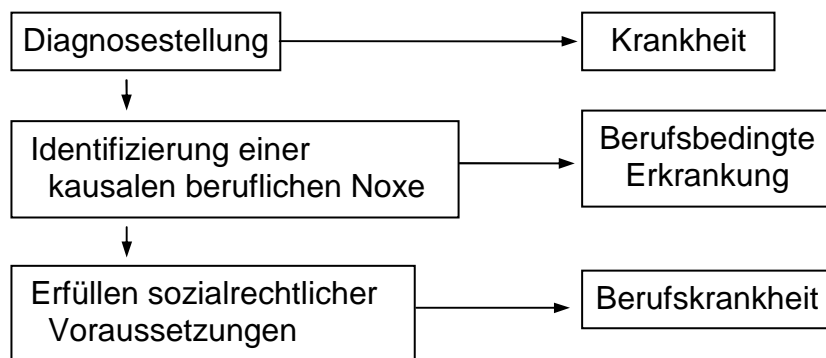 Diagnosestellung
Krankheit
Identifizierung einer
kausalen beruflichen Noxe
Berufsbedingte
Erkrankung
Erfüllen sozialrechtlicher
Voraussetzungen
Berufskrankheit